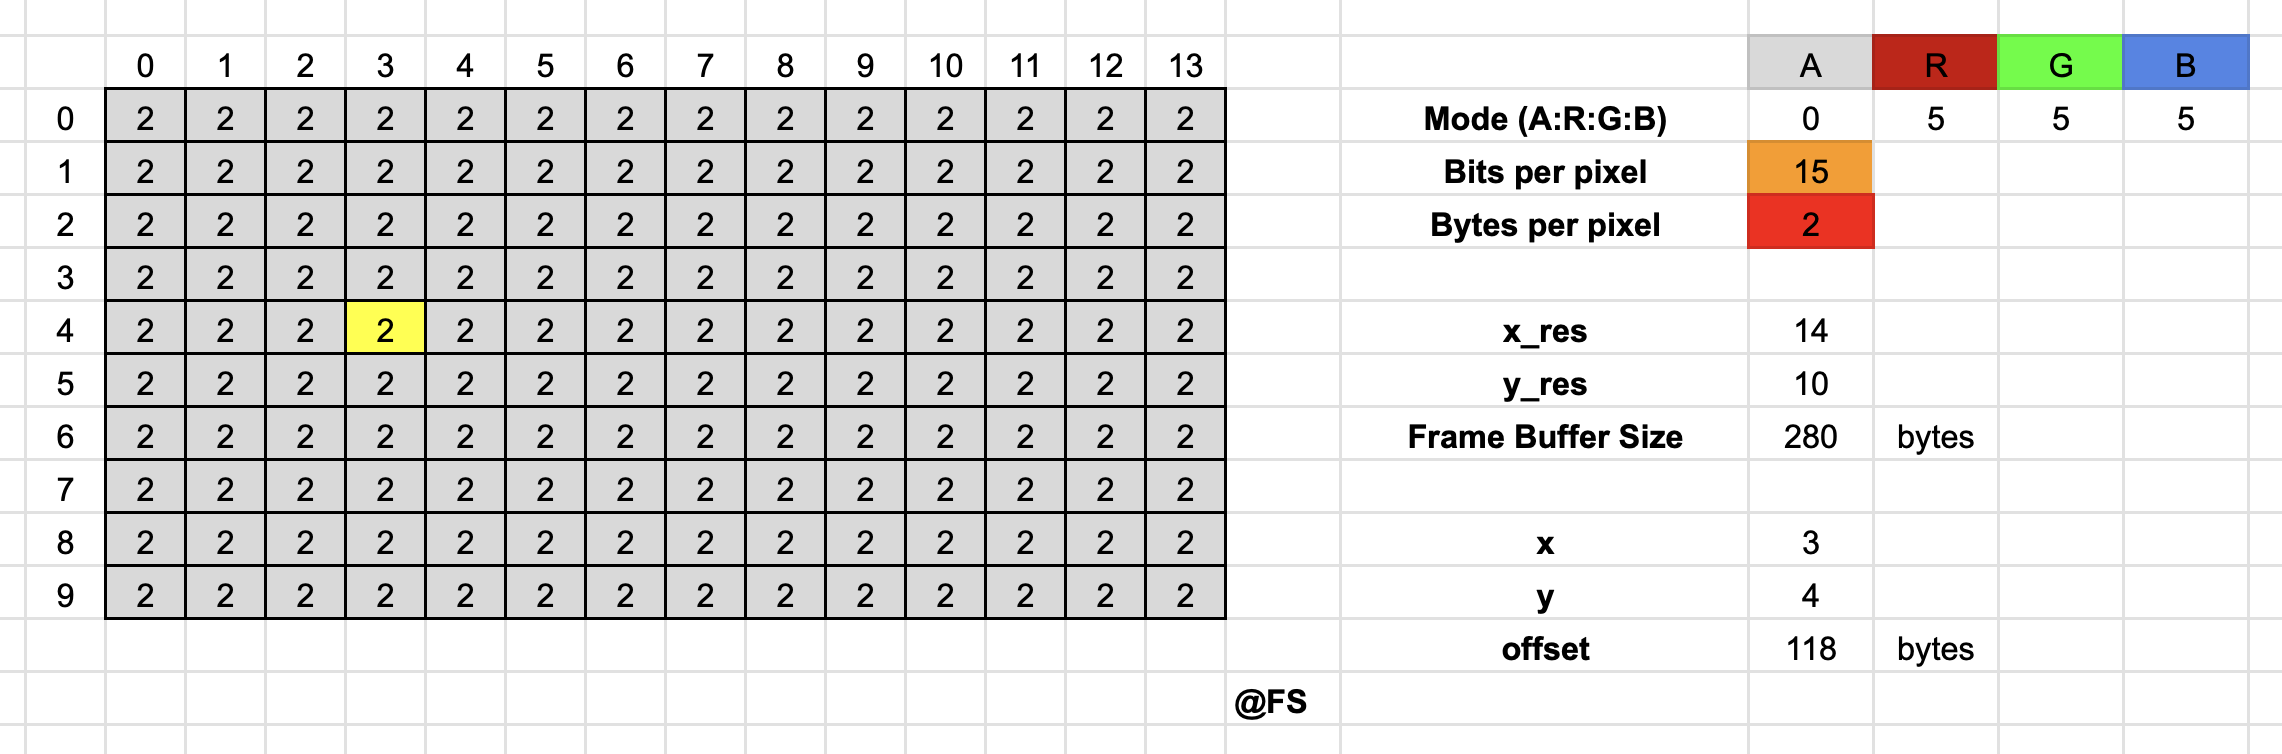 0 1 2 3 4 5 6 7 8 9 10 11 12 13 A R G B
0 2 2 2 2 2 2 2 2 2 2 2 2 2 2 Mode (A:R:G:B) 0 5 5 5
1 2 2 2 2 2 2 2 2 2 2 2 2 2 2 Bits per pixel 15
2 2 2 2 2 2 2 2 2 2 2 2 2 2 2 Bytes per pixel 2
3 2 2 2 2 2 2 2 2 2 2 2 2 2 2
4 2 2 2 2 2 2 2 2 2 2 2 2 2 2 x_res 14
5 2 2 2 2 2 2 2 2 2 2 2 2 2 2 y_res 10
6 2 2 2 2 2 2 2 2 2 2 2 2 2 2 Frame Buffer Size 280 bytes
7 2 2 2 2 2 2 2 2 2 2 2 2 2 2
8 2 2 2 2 2 2 2 2 2 2 2 2 2 2 x 3
9 2 2 2 2 2 2 2 2 2 2 2 2 2 2 y 4
offset 118 bytes
@FS